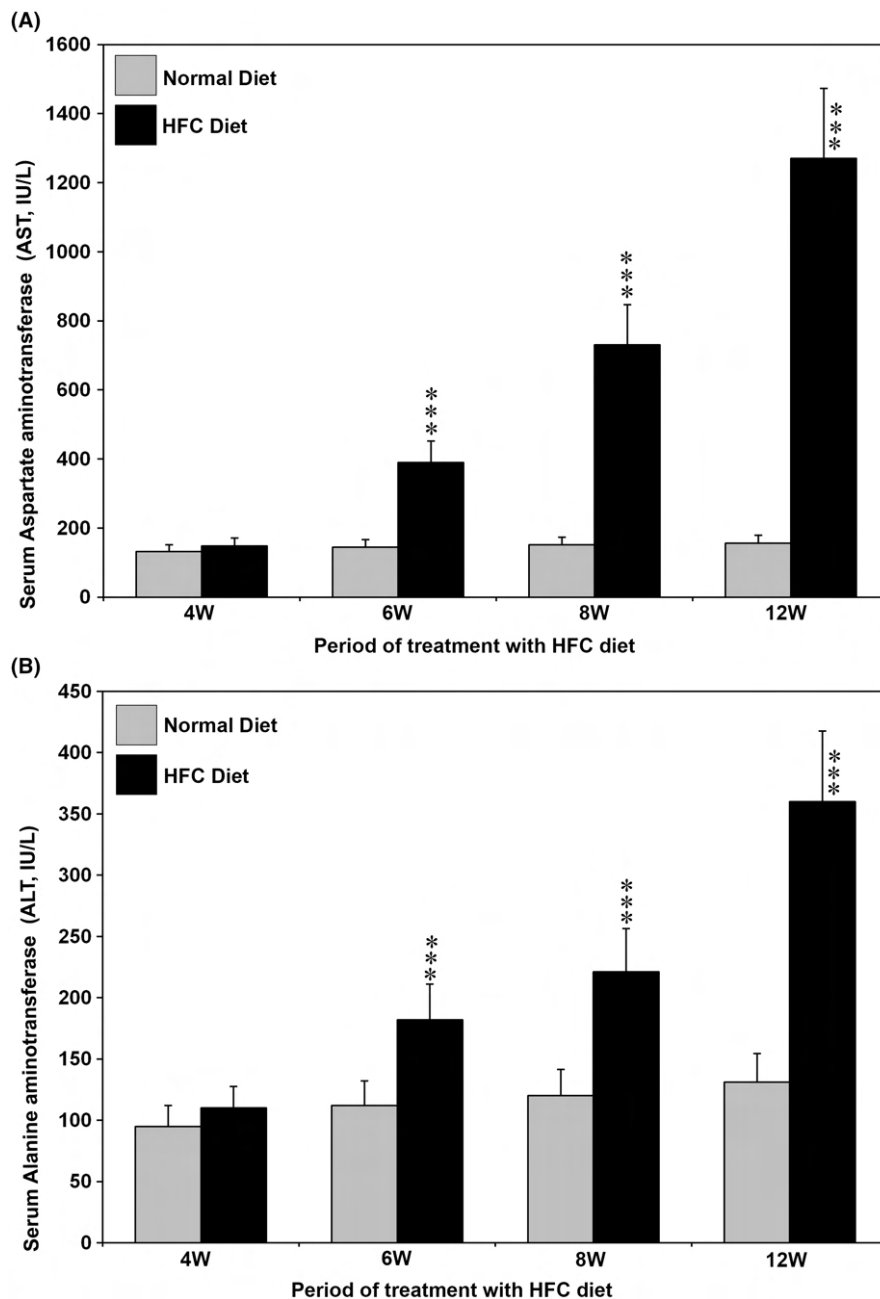 (A)
1600
1400
1200
1000
800
600
400
200
0
Serum Aspartate aminotransferase (AST, IU/L)
Normal Diet
HFC Diet
***
***
***
4W 6W 8W 12W
Period of treatment with HFC diet
(B)
450
400
350
300
250
200
150
100
50
0
Serum Alanine aminotransferase (ALT, IU/L)
Normal Diet
HFC Diet
***
***
***
4W 6W 8W 12W
Period of treatment with HFC diet